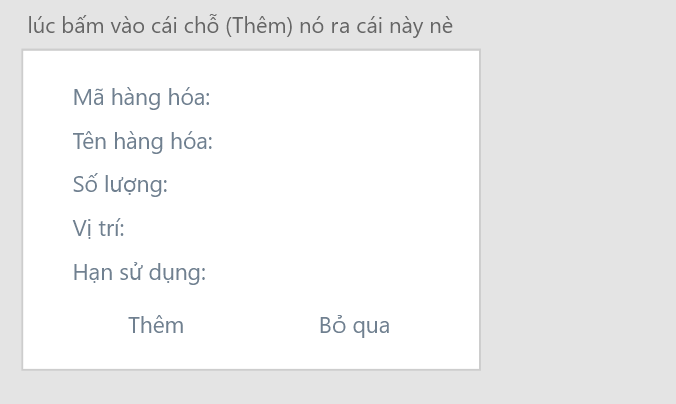 lúc bấm vào cái chỗ (Thêm) nó ra cái này nè
Mã hàng hóa:
Tên hàng hóa:
Số lượng:
Vị trí:
Hạn sử dụng:
Thêm Bỏ qua